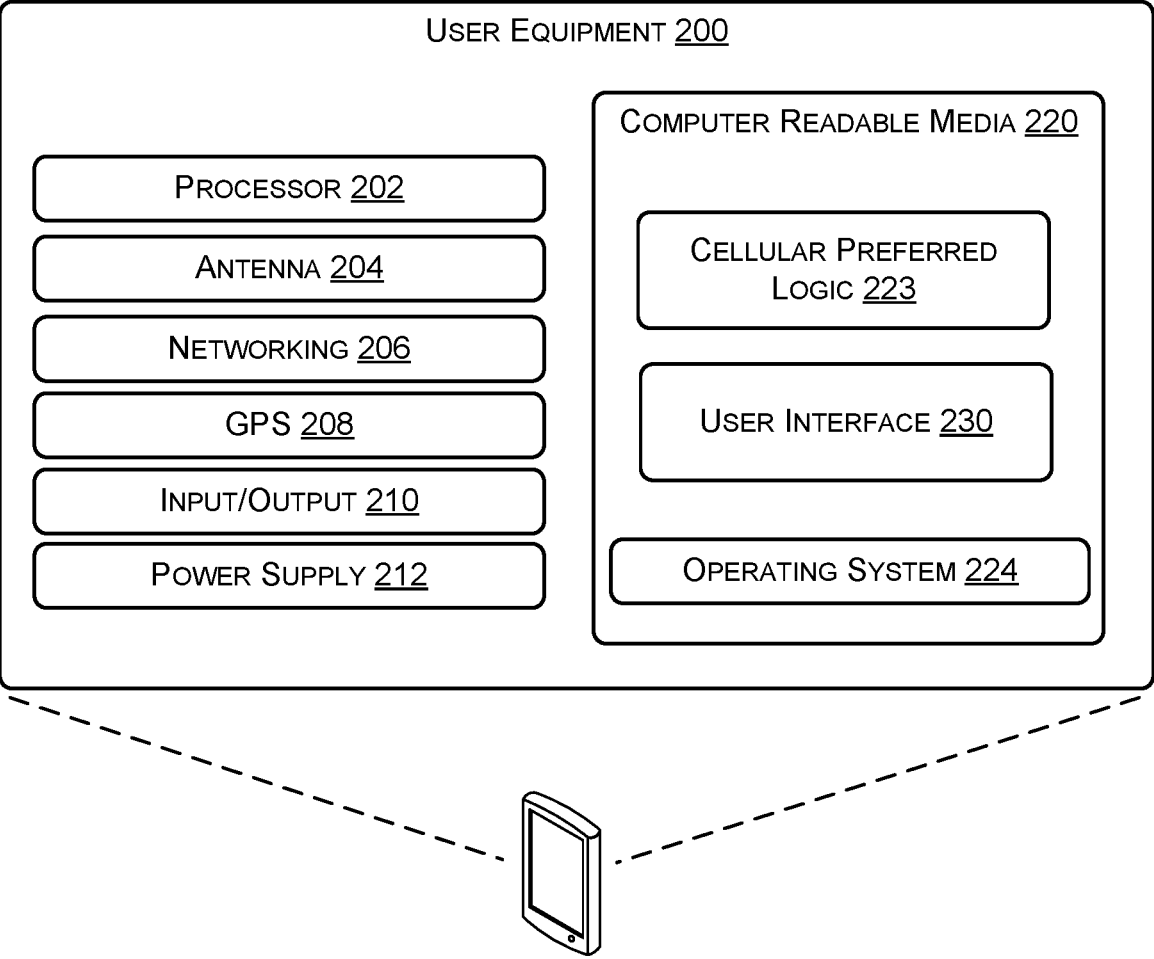 USER EQUIPMENT 200
PROCESSOR 202
ANTENNA 204
NETWORKING 206
GPS 208
INPUT/OUTPUT 210
POWER SUPPLY 212
COMPUTER READABLE MEDIA 220
CELLULAR PREFERRED
LOGIC 223
USER INTERFACE 230
OPERATING SYSTEM 224